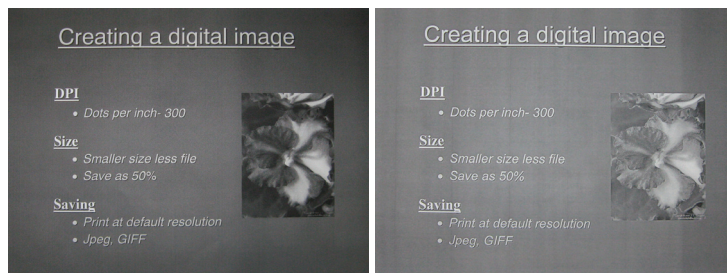 Creating a digital image
DPI
• Dots per inch- 300
Size
• Smaller size less file
• Save as 50%
Saving
• Print at default resolution
• Jpeg, GIFF
Creating a digital image
DPI
• Dots per inch- 300
Size
• Smaller size less file
• Save as 50%
Saving
• Print at default resolution
• Jpeg, GIFF